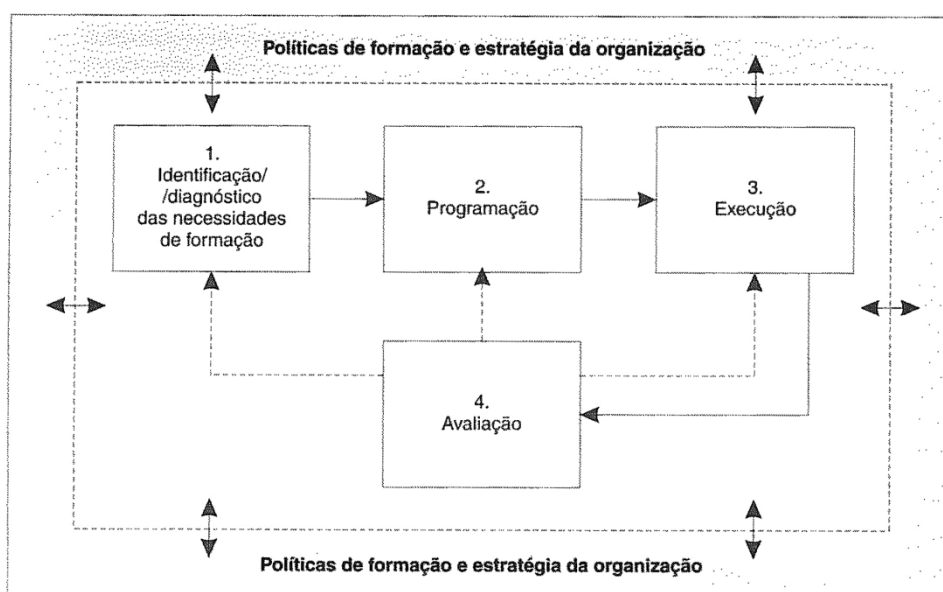 Políticas de formação e estratégia da organização
1.
Identificação/
/diagnóstico
das necessidades
de formação
2.
Programação
3.
Execução
4.
Avaliação
Políticas de formação e estratégia da organização